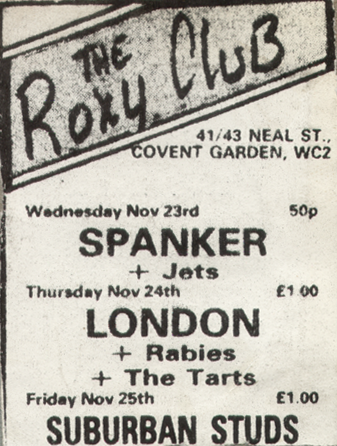 THE
Roxy CLUB
41/43 NEAL ST.,
COVENT GARDEN, WC2
Wednesday Nov 23rd 50p
SPANKER
+ Jets
Thursday Nov 24th £1 00
LONDON
+ Rabies
+ The Tarts
Friday Nov 25th £1.00
SUBURBAN STUDS